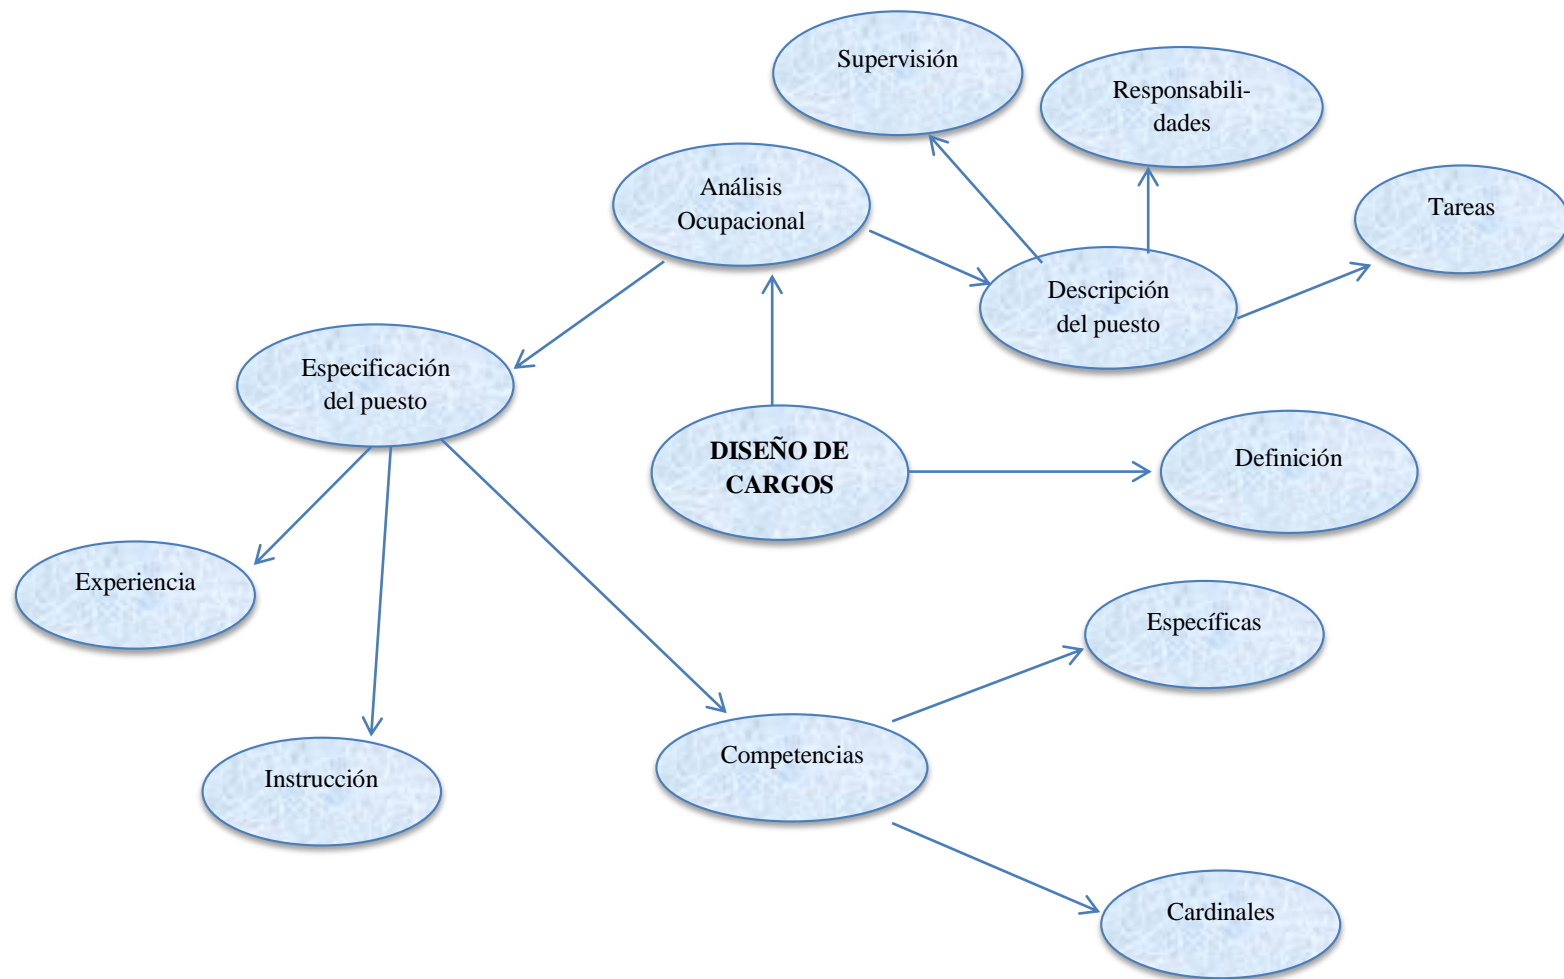 Supervisión
Responsabili-
dades
Análisis
Ocupacional
Tareas
Descripción
del puesto
Especificación
del puesto
DISEÑO DE
CARGOS
Definición
Experiencia
Específicas
Competencias
Instrucción
Cardinales